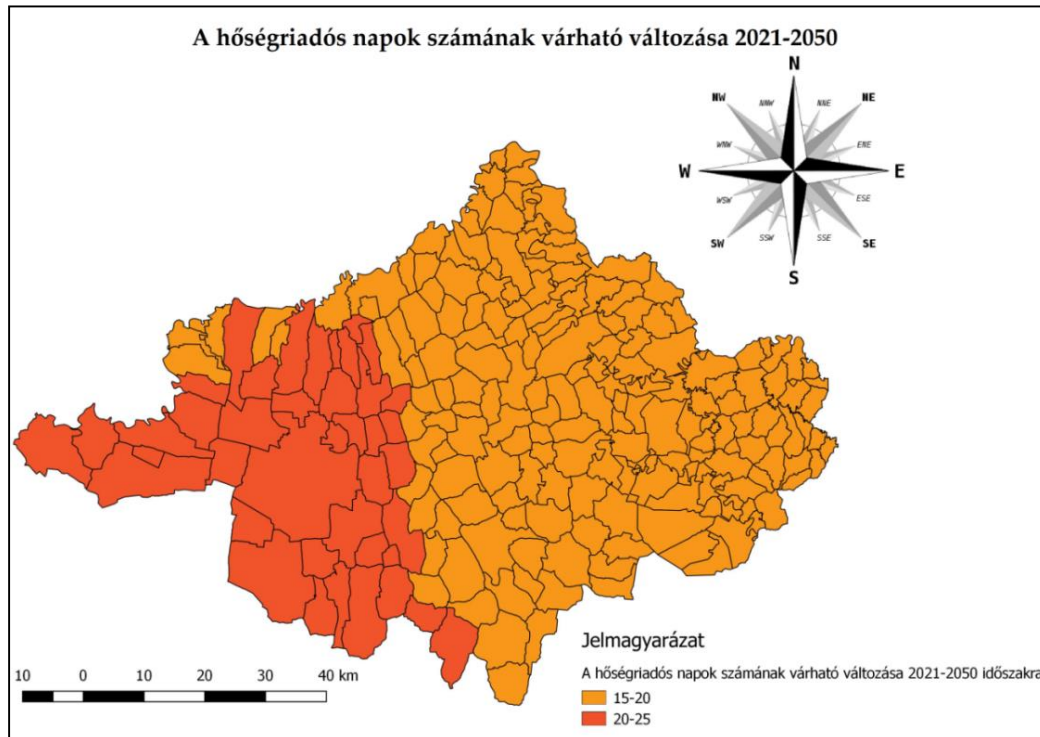 A hőségriadós napok számának várható változása 2021-2050
N
NNW
NNE
NW
NE
WNW
ENE
W
E
WSW
ESE
SW
SE
SSW
SSE
S
Jelmagyarázat
A hőségriadós napok számának várható változása 2021-2050 időszakra
15-20
20-25
10 0 10 20 30 40 km